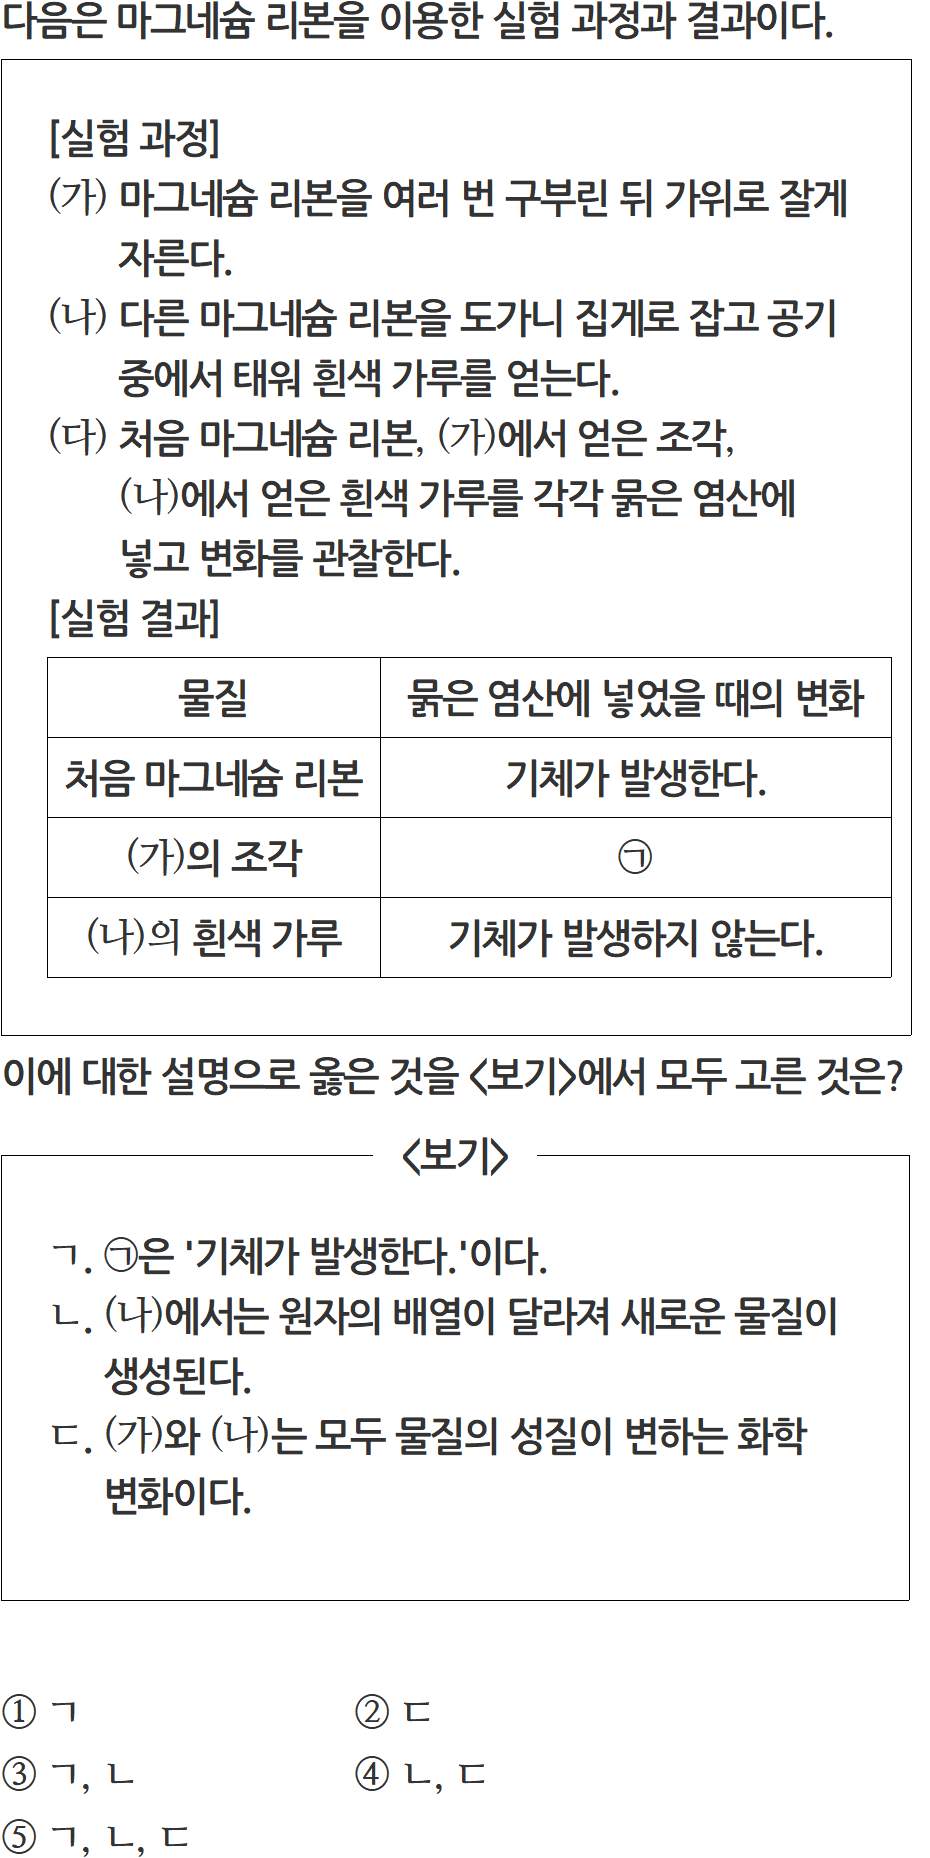 다음은 마그네슘 리본을 이용한 실험 과정과 결과이다.
[실험 과정]
(가) 마그네슘 리본을 여러 번 구부린 뒤 가위로 잘게
자른다.
(나) 다른 마그네슘 리본을 도가니 집게로 잡고 공기
중에서 태워 흰색 가루를 얻는다.
(다) 처음 마그네슘 리본, (가)에서 얻은 조각,
(나)에서 얻은 흰색 가루를 각각 묽은 염산에
넣고 변화를 관찰한다.
[실험 결과]
물질 묽은 염산에 넣었을 때의 변화
처음 마그네슘 리본 기체가 발생한다.
(가)의 조각 ㉠
(나)의 흰색 가루 기체가 발생하지 않는다.
이에 대한 설명으로 옳은 것을 <보기>에서 모두 고른 것은?
<보기>
ㄱ. ㉠은 '기체가 발생한다.'이다.
ㄴ. (나)에서는 원자의 배열이 달라져 새로운 물질이
생성된다.
ㄷ. (가)와 (나)는 모두 물질의 성질이 변하는 화학
변화이다.
① ㄱ ② ㄷ
③ ㄱ, ㄴ ④ ㄴ, ㄷ
⑤ ㄱ, ㄴ, ㄷ